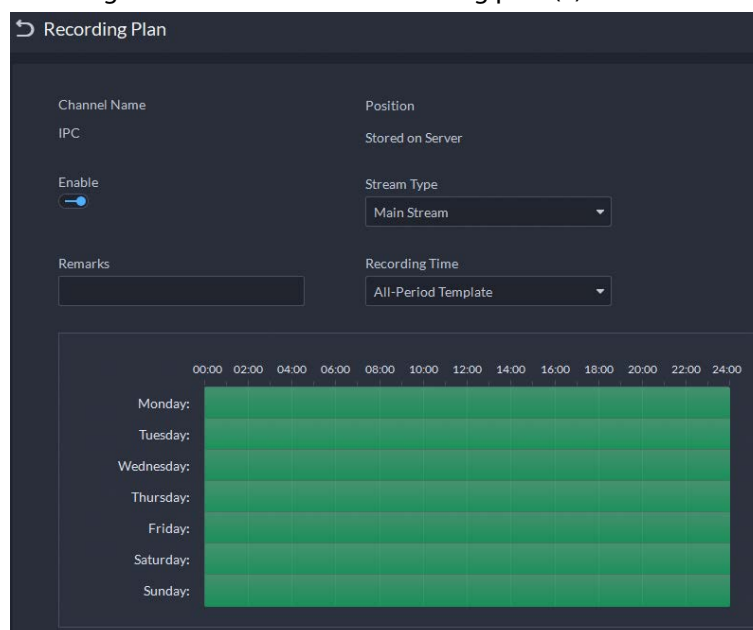 Recording Plan
Channel Name
Position
IPC
Stored on Server
Enable
Stream Type
Main Stream
Remarks
Recording Time
All-Period Template
00:00 02:00 04:00 06:00 08:00 10:00 12:00 14:00 16:00 18:00 20:00 22:00 24:00
Monday:
Tuesday:
Wednesday:
Thursday:
Friday:
Saturday:
Sunday: